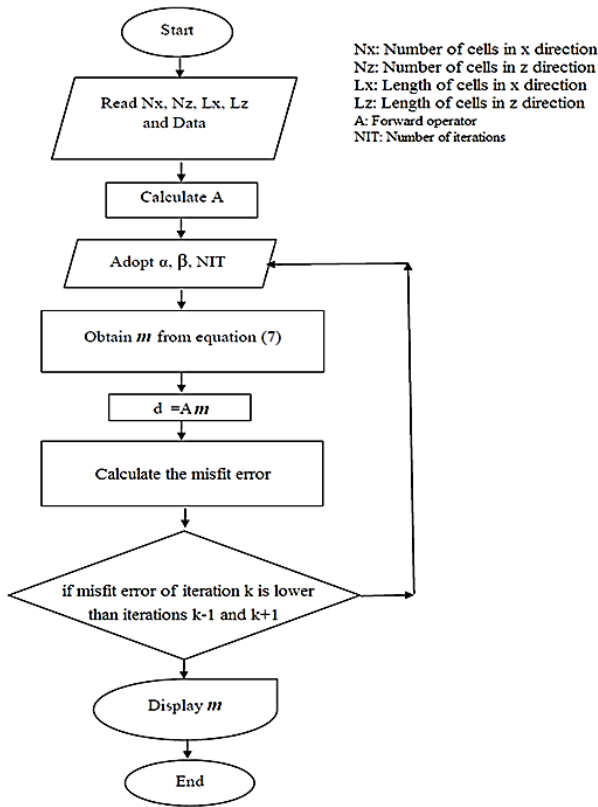 Start
Nx: Number of cells in x direction
Nz: Number of cells in z direction
Lx: Length of cells in x direction
Lz: Length of cells in z direction
A: Forward operator
NIT: Number of iterations
Read Nx, Nz, Lx, Lz
and Data
Calculate A
Adopt α, β, NIT
Obtain m from equation (7)
d =Am
Calculate the misfit error
if misfit error of iteration k is lower
than iterations k-1 and k+1
Display m
End